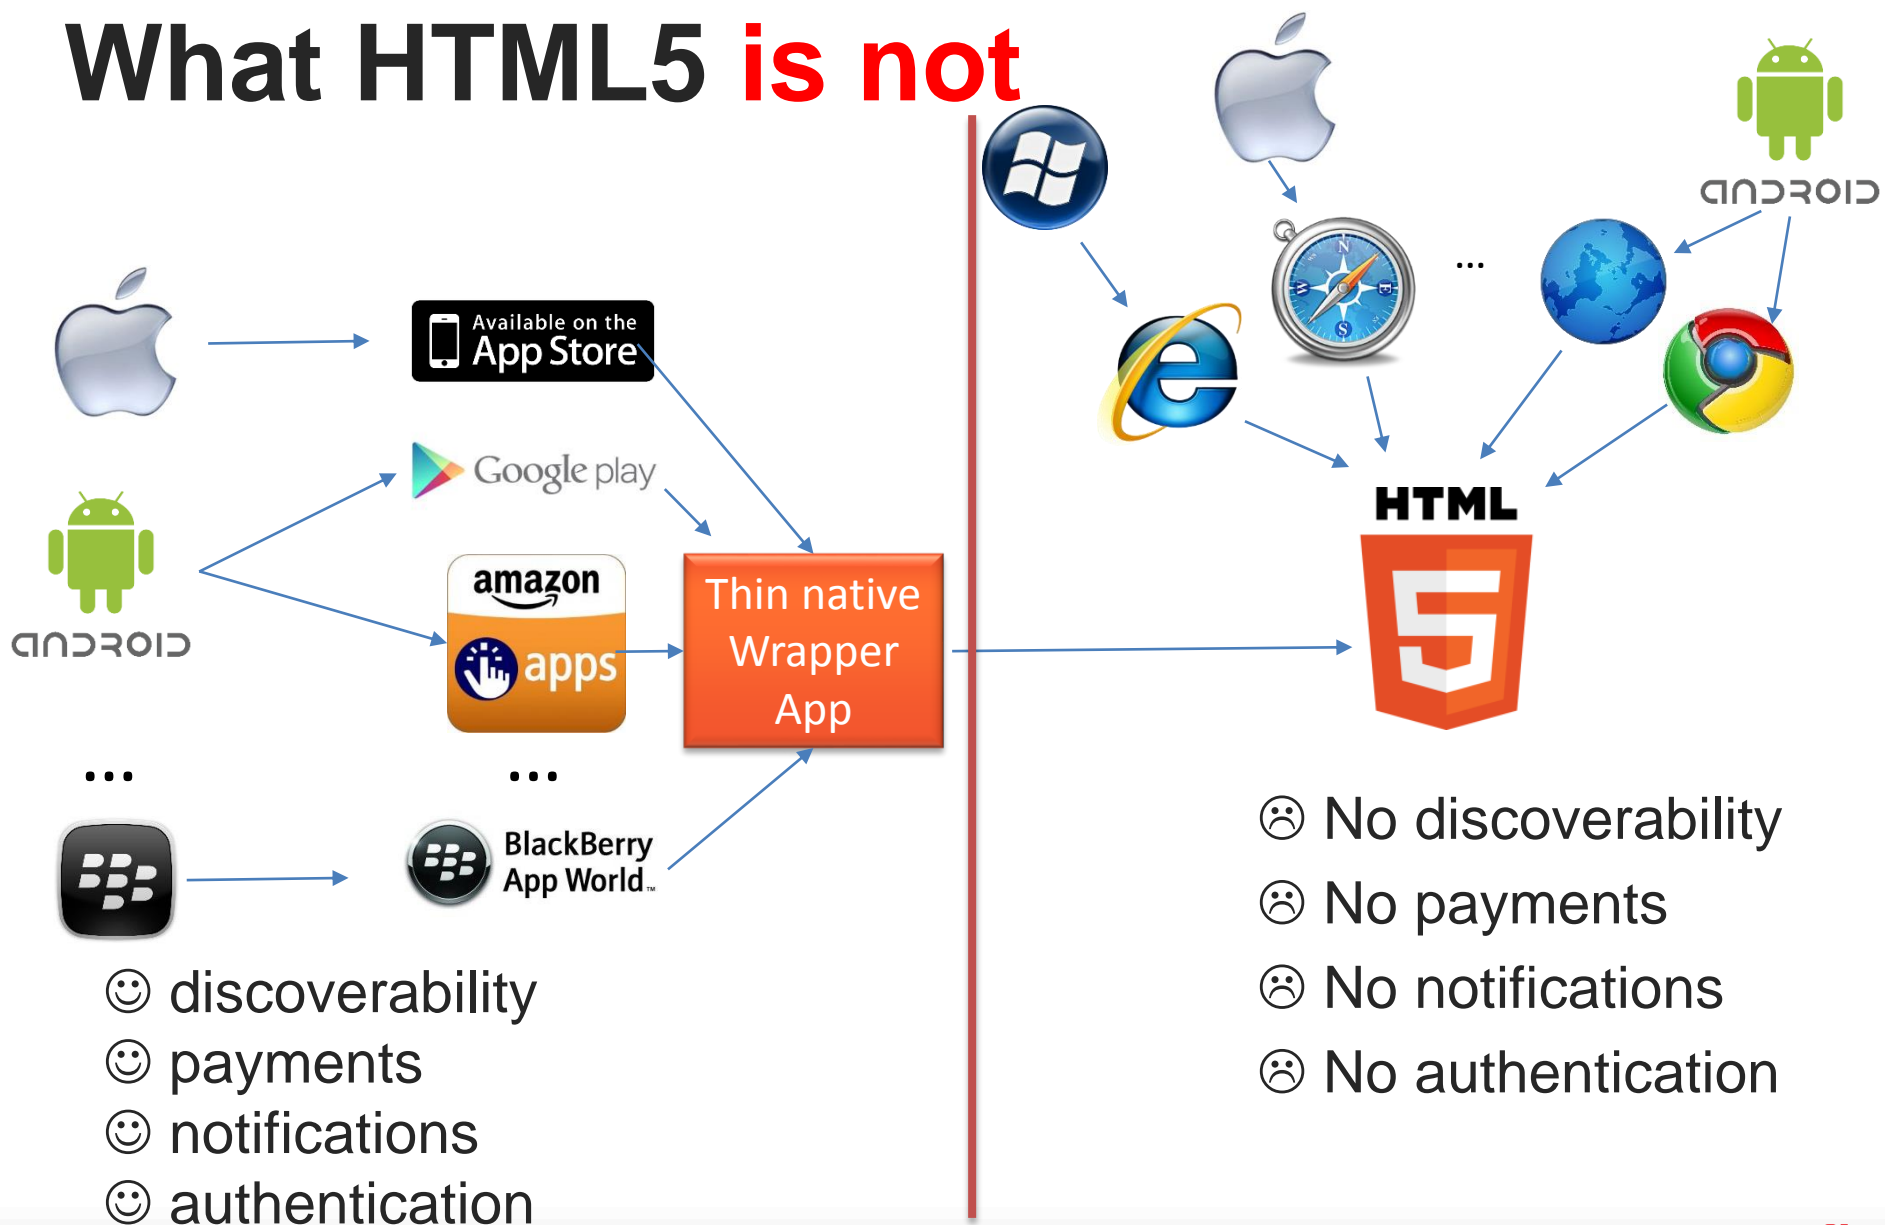 What HTML5 is not
Available on the
App Store
Google play
amazon
apps
Thin native
Wrapper
App
ANDROID
...
...
BlackBerry
App World™
☺ discoverability
☺ payments
☺ notifications
☺ authentication
ANDROID
N
W
E
S
...
HTML
5
☹ No discoverability
☹ No payments
☹ No notifications
☹ No authentication